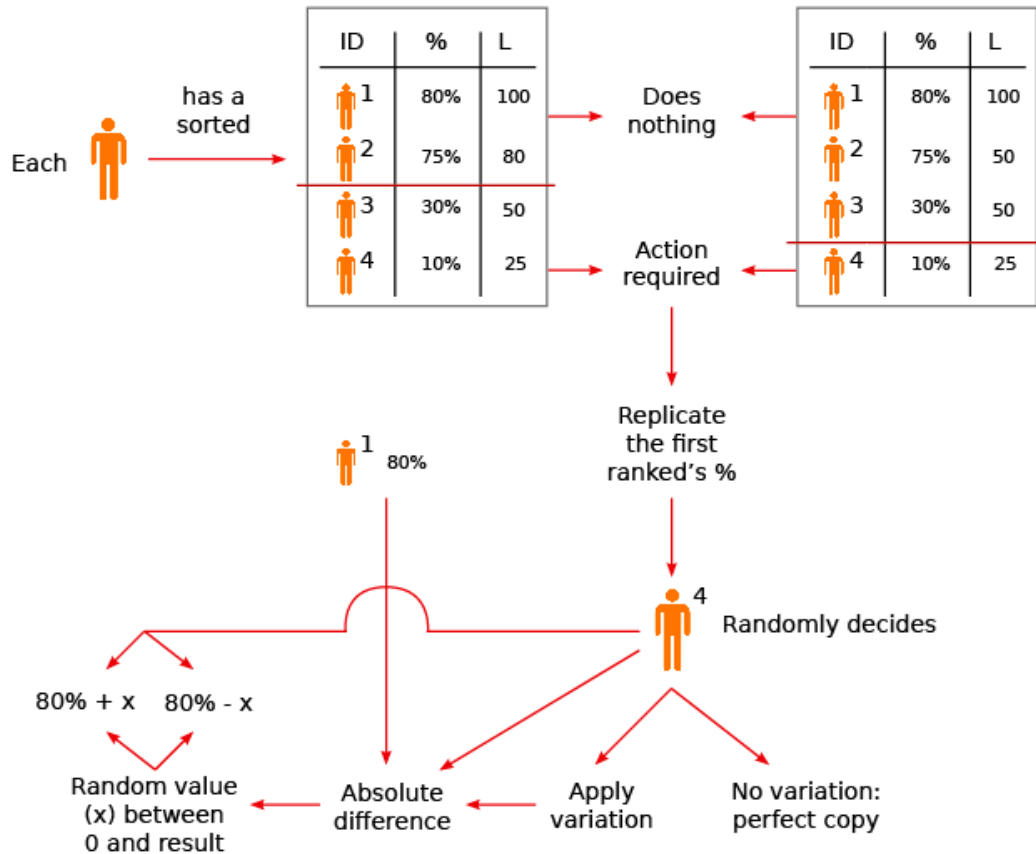 ID % L
1 80% 100
2 75% 80
3 30% 50
4 10% 25
Each
has a
sorted
Does
nothing
Action
required
ID % L
1 80% 100
2 75% 50
3 30% 50
4 10% 25
Replicate
the first
ranked's %
1 80%
4
Randomly decides
80% + x 80% - x
Random value
(x) between
0 and result
Absolute
difference
Apply
variation
No variation:
perfect copy